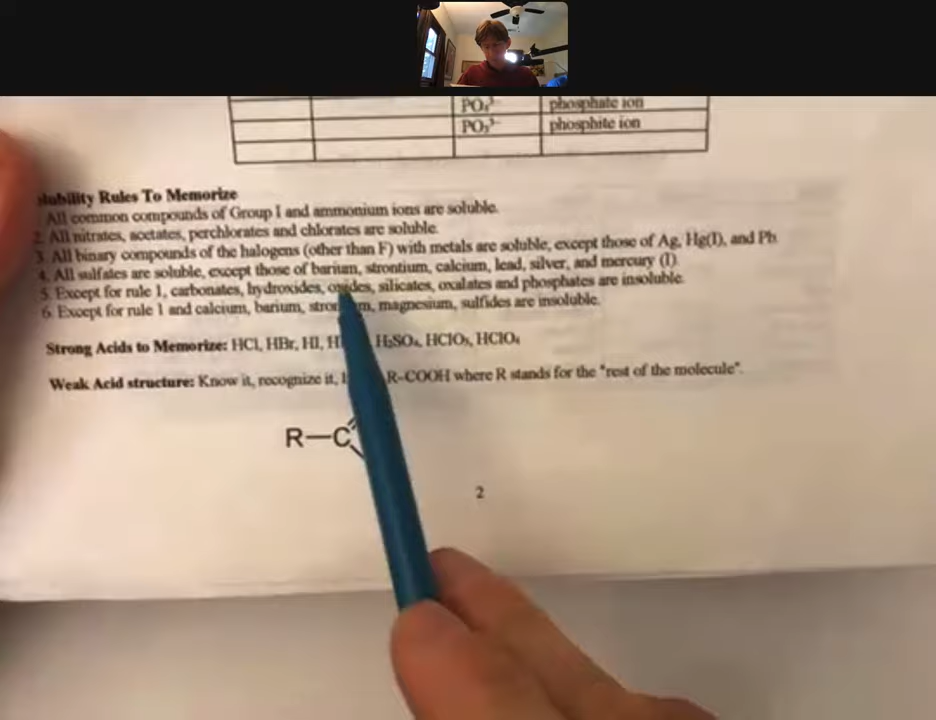 PO₄³⁻ phosphate ion
PO₃³⁻ phosphite ion
Rules To Memorize
All common compounds of Group I and ammonium ions are soluble.
2. All nitrates, acetates, perchlorates and chlorates are soluble.
3. All binary compounds of the halogens (other than F) with metals are soluble, except those of Ag, Hg(I), and Pb
4. All sulfates are soluble, except those of barium, strontium, calcium, lead, silver, and mercury (I)
5. Except for rule 1, carbonates, hydroxides, oxides, silicates, oxalates and phosphates are insoluble.
6. Except for rule 1 and calcium, barium, magnesium, sulfides are insoluble.
Strong Acids to Memorize: HCl, HBr, HI, H₂SO₄, HClO₃, HClO₄
Weak Acid structure: Know it, recognize it, R-COOH where R stands for the "rest of the molecule".
R—C
2